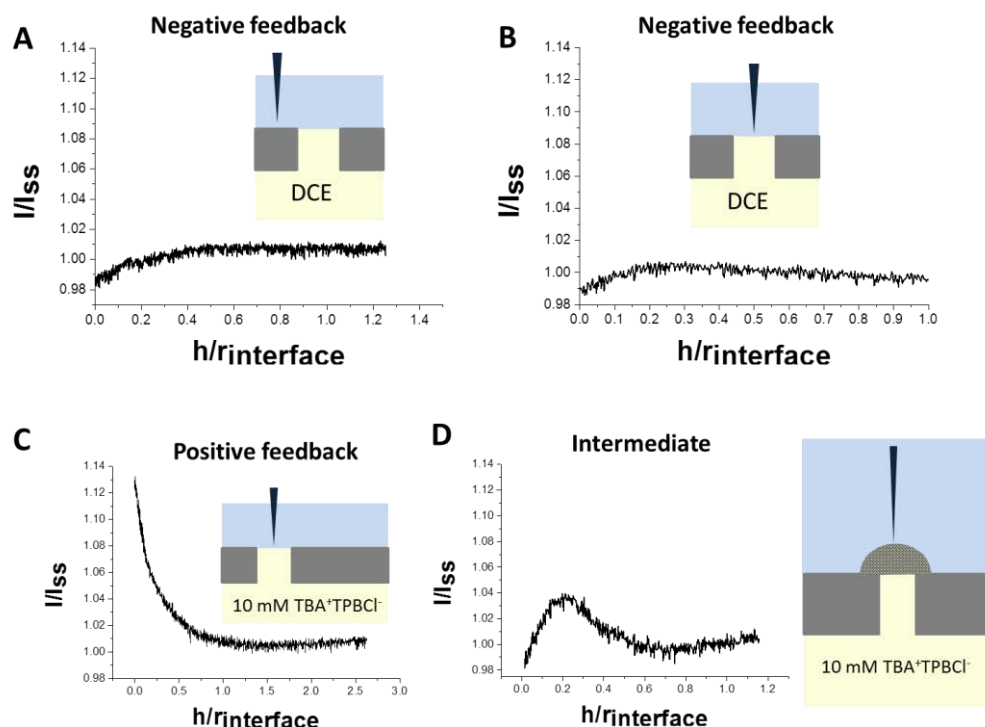 A
Negative feedback
1.14
1.12
1.10
1.08
1.06
1.04
1.02
1.00
0.98
I/Iss
DCE
0.0 0.2 0.4 0.6 0.8 1.0 1.2 1.4
h/rinterface
B
Negative feedback
1.14
1.12
1.10
1.08
1.06
1.04
1.02
1.00
0.98
I/Iss
DCE
0.0 0.1 0.2 0.3 0.4 0.5 0.6 0.7 0.8 0.9 1.0
h/rinterface
C
Positive feedback
1.14
1.12
1.10
1.08
1.06
1.04
1.02
1.00
0.98
I/Iss
10 mM TBA⁺TPBCl⁻
0.0 0.5 1.0 1.5 2.0 2.5 3.0
h/rinterface
D
Intermediate
1.14
1.12
1.10
1.08
1.06
1.04
1.02
1.00
0.98
I/Iss
10 mM TBA⁺TPBCl⁻
0.0 0.2 0.4 0.6 0.8 1.0 1.2
h/rinterface